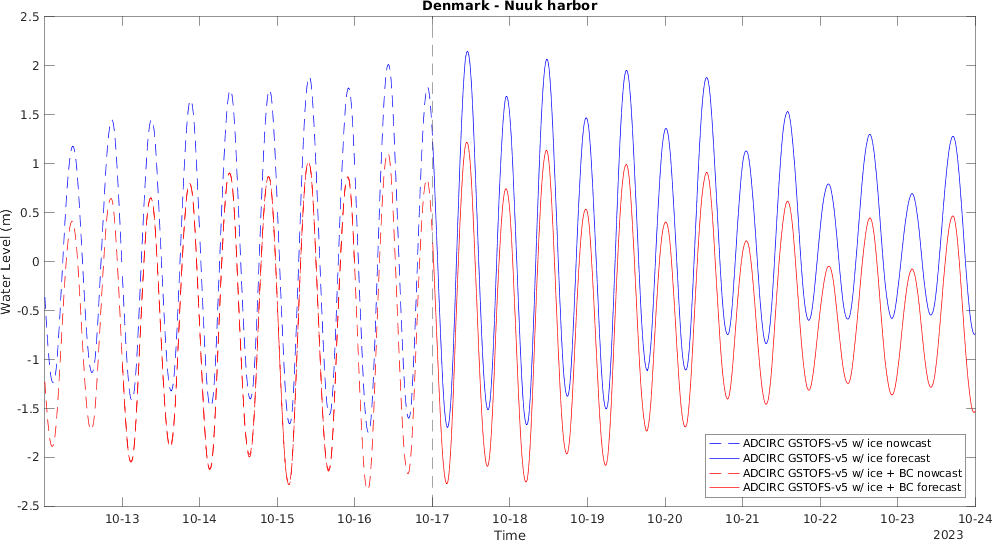 Denmark - Nuuk harbor
2.5
2
1.5
1
0.5
0
-0.5
-1
-1.5
-2
-2.5
Water Level (m)
ADCIRC GSTOFS-v5 w/ ice nowcast
ADCIRC GSTOFS-v5 w/ ice forecast
ADCIRC GSTOFS-v5 w/ ice + BC nowcast
ADCIRC GSTOFS-v5 w/ ice + BC forecast
10-13 10-14 10-15 10-16 10-17 10-18 10-19 10-20 10-21 10-22 10-23 10-24
Time
2023